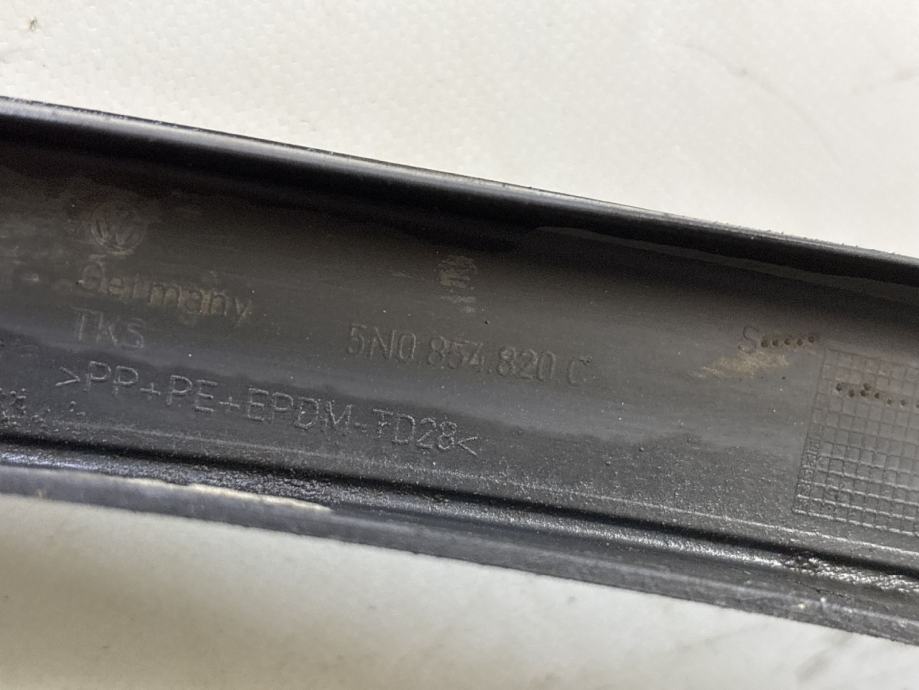 Germany
TKS
5N0.854.820 C
>PP+PE+EPDM-TD28<